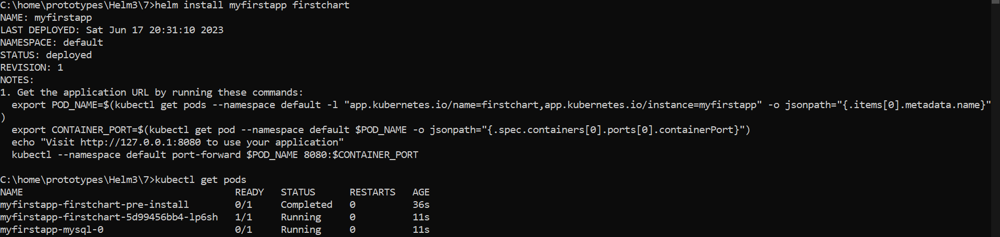 C:\home\prototypes\Helm3\7>helm install myfirstapp firstchart
NAME: myfirstapp
LAST DEPLOYED: Sat Jun 17 20:31:10 2023
NAMESPACE: default
STATUS: deployed
REVISION: 1
NOTES:
1. Get the application URL by running these commands:
  export POD_NAME=$(kubectl get pods --namespace default -l "app.kubernetes.io/name=firstchart,app.kubernetes.io/instance=myfirstapp" -o jsonpath="{.items[0].metadata.name}"
)
  export CONTAINER_PORT=$(kubectl get pod --namespace default $POD_NAME -o jsonpath="{.spec.containers[0].ports[0].containerPort}")
  echo "Visit http://127.0.0.1:8080 to use your application"
  kubectl --namespace default port-forward $POD_NAME 8080:$CONTAINER_PORT

C:\home\prototypes\Helm3\7>kubectl get pods
NAME                                     READY   STATUS      RESTARTS   AGE
myfirstapp-firstchart-pre-install        0/1     Completed   0          36s
myfirstapp-firstchart-5d99456bb4-lp6sh   1/1     Running     0          11s
myfirstapp-mysql-0                       0/1     Running     0          11s